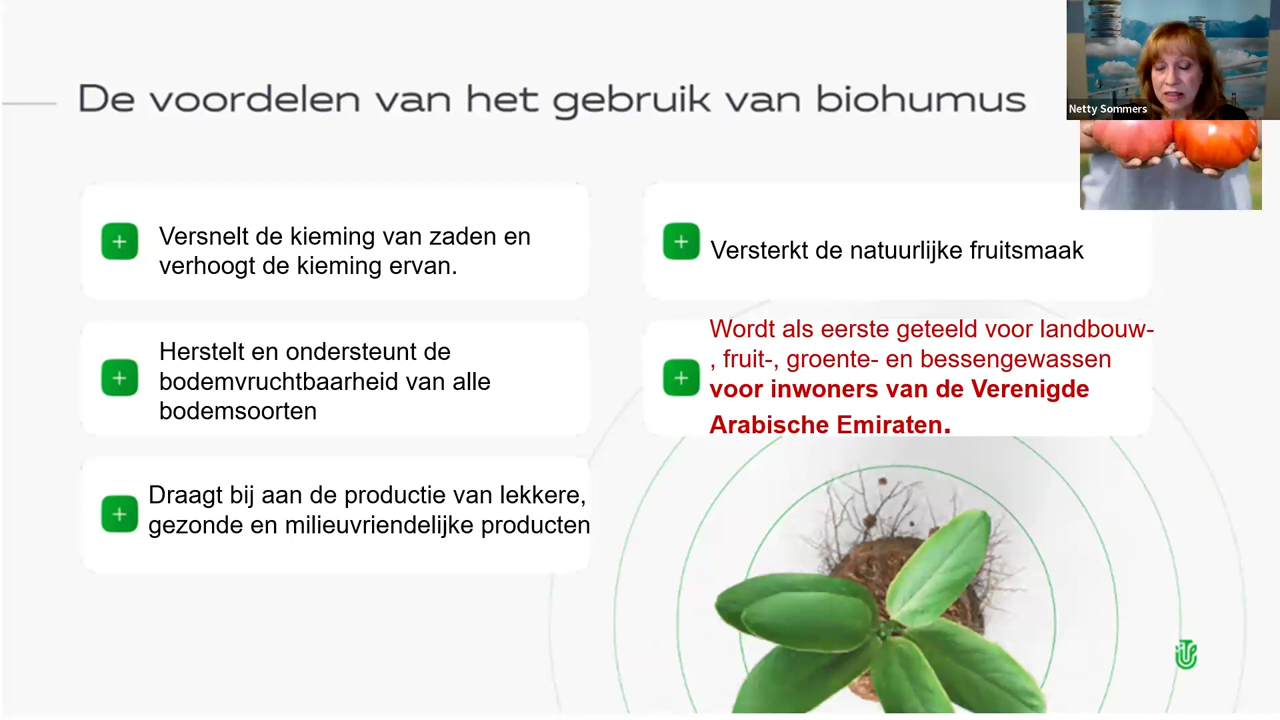 De voordelen van het gebruik van biohumus
Netty Sommers
Versnelt de kieming van zaden en
verhoogt de kieming ervan.
Herstelt en ondersteunt de
bodemvruchtbaarheid van alle
bodemsoorten
Draagt bij aan de productie van lekkere,
gezonde en milieuvriendelijke producten
Versterkt de natuurlijke fruitsmaak
Wordt als eerste geteeld voor landbouw-
, fruit-, groente- en bessengewassen
voor inwoners van de Verenigde
Arabische Emiraten.